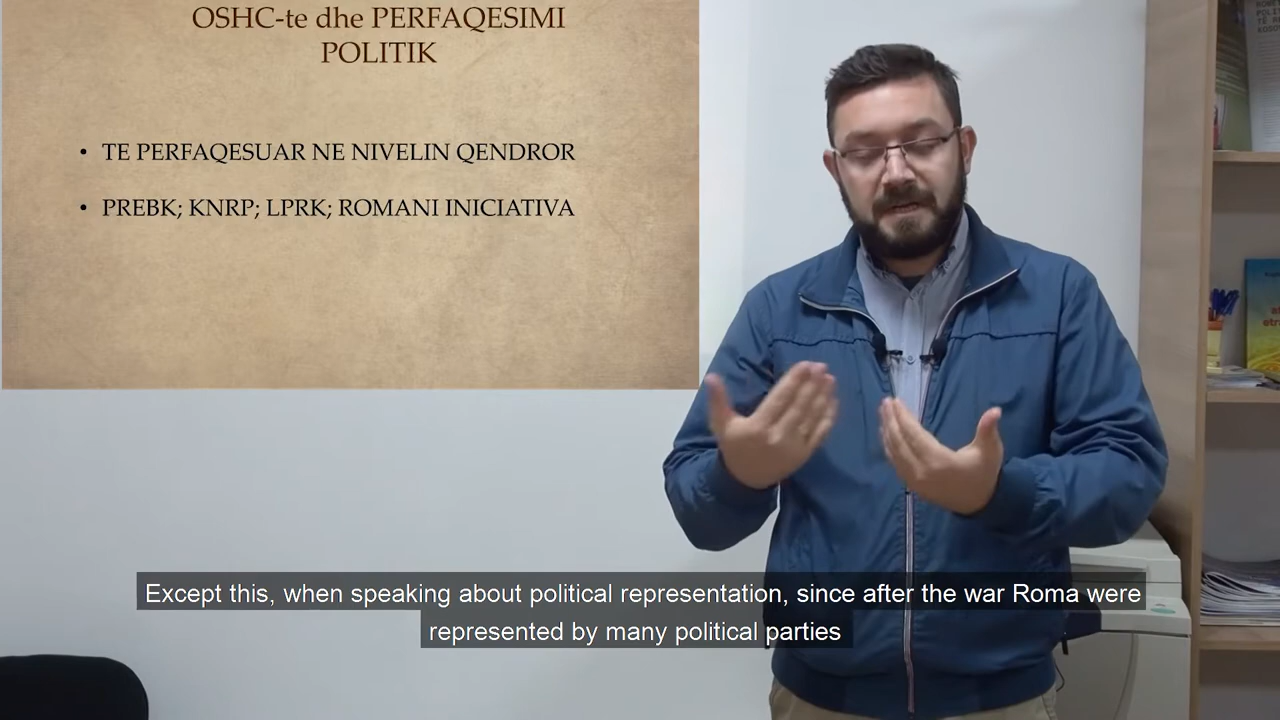 OSHC-te dhe PERFAQESIMI
POLITIK
• TE PERFAQESUAR NE NIVELIN QENDROR
• PREBK; KNRP; LPRK; ROMANI INICIATIVA
Except this, when speaking about political representation, since after the war Roma were
represented by many political parties